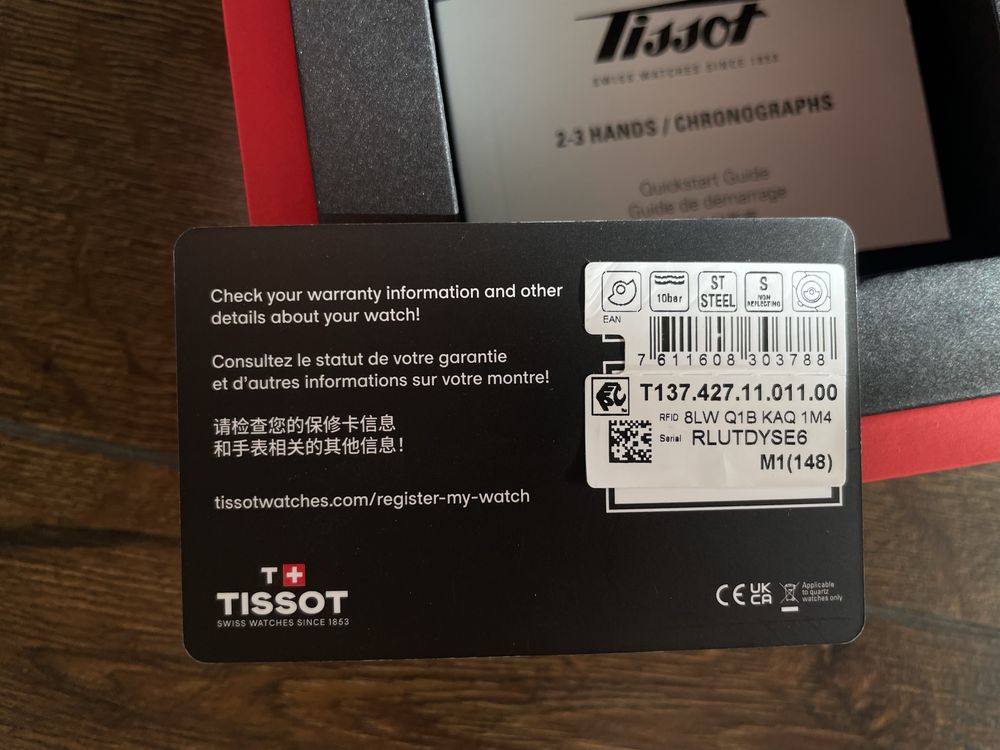 Tissot
SWISS WATCHES SINCE 1853
2-3 HANDS / CHRONOGRAPHS
Quickstart Guide
Guide de démarrage
Check your warranty information and other
details about your watch!
Consultez le statut de votre garantie
et d'autres informations sur votre montre!
请检查您的保修卡信息
和手表相关的其他信息!
tissotwatches.com/register-my-watch
T+
TISSOT
SWISS WATCHES SINCE 1853
10bar
ST
STEEL
S
NON
REFLECTING
EAN
7 611608 303788
T137.427.11.011.00
RFID 8LW Q1B KAQ 1M4
Serial RLUTDYSE6
M1(148)
CE UK
CA
Applicable
to quartz
watches only